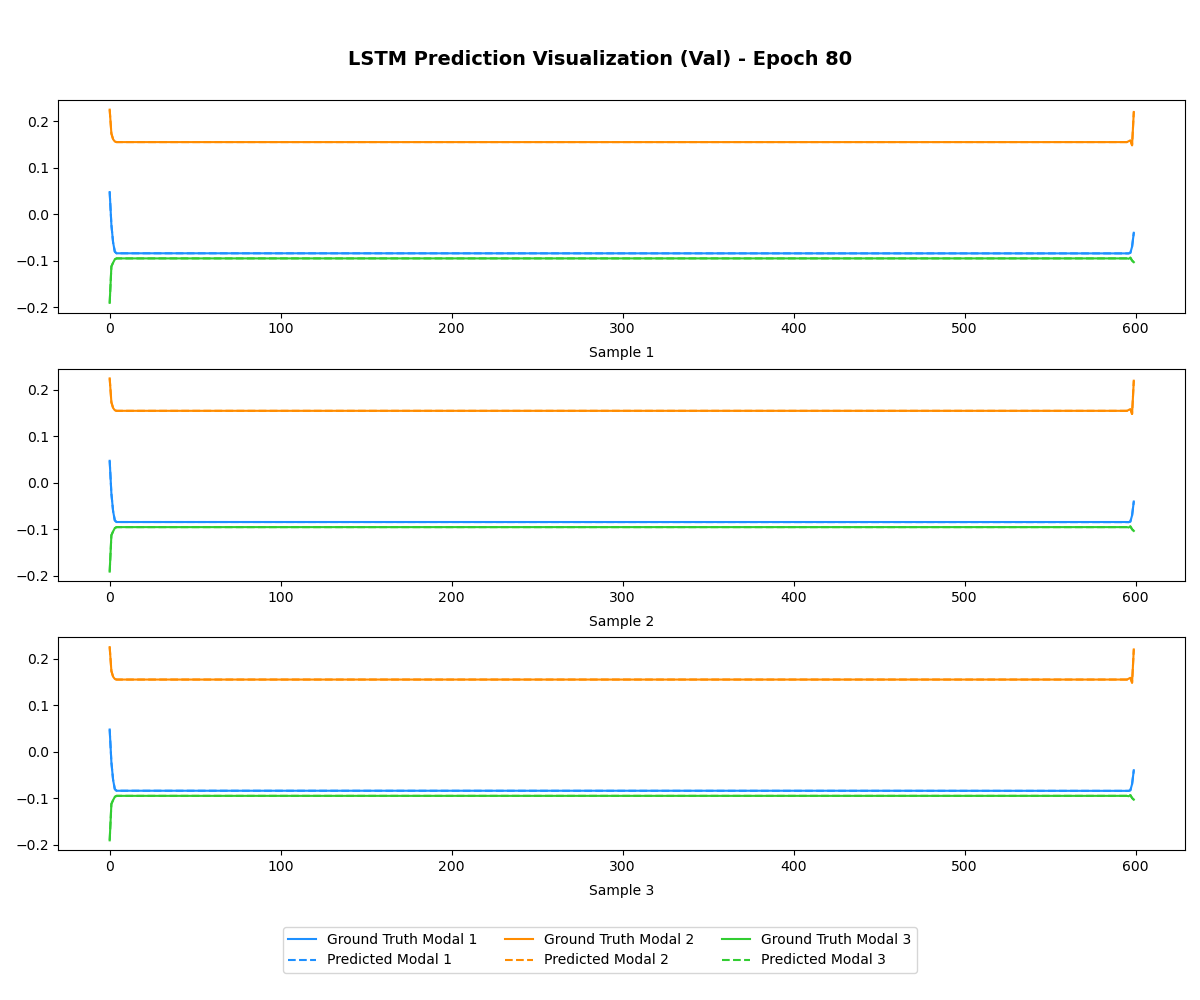 LSTM Prediction Visualization (Val) - Epoch 80
0.2
0.1
0.0
−0.1
−0.2
0 100 200 300 400 500 600
Sample 1
0.2
0.1
0.0
−0.1
−0.2
0 100 200 300 400 500 600
Sample 2
0.2
0.1
0.0
−0.1
−0.2
0 100 200 300 400 500 600
Sample 3
Ground Truth Modal 1 Ground Truth Modal 2 Ground Truth Modal 3
Predicted Modal 1 Predicted Modal 2 Predicted Modal 3